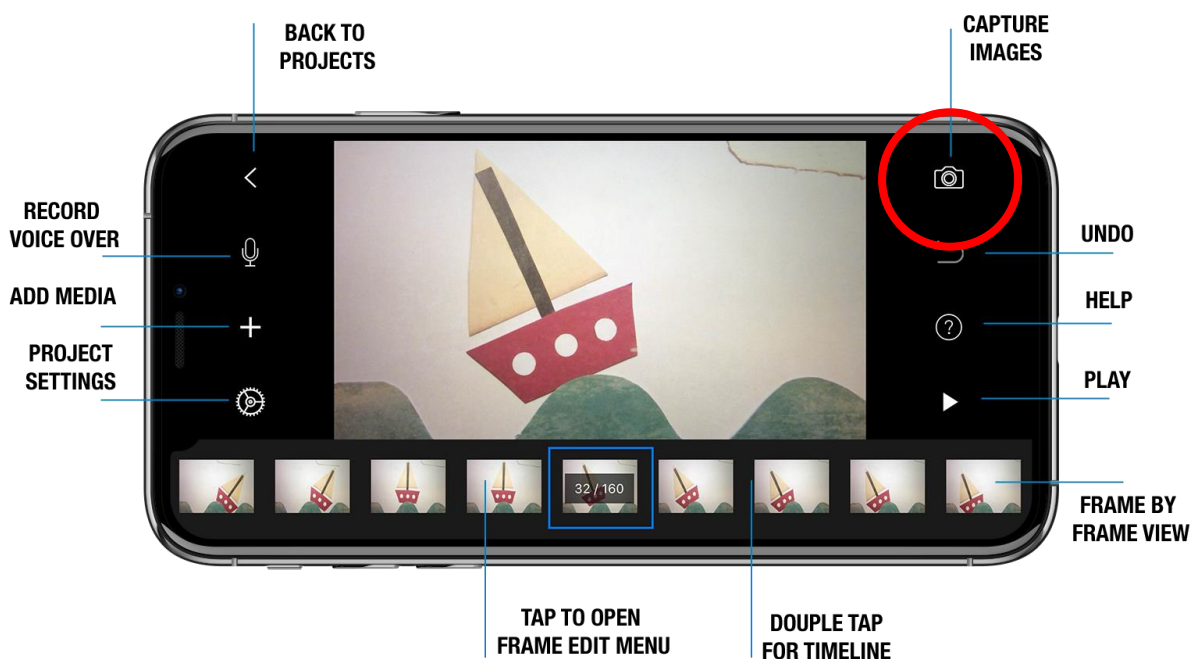 BACK TO
PROJECTS
CAPTURE
IMAGES
RECORD
VOICE OVER
UNDO
ADD MEDIA
HELP
PROJECT
SETTINGS
PLAY
32 / 160
FRAME BY
FRAME VIEW
TAP TO OPEN
FRAME EDIT MENU
DOUPLE TAP
FOR TIMELINE
?